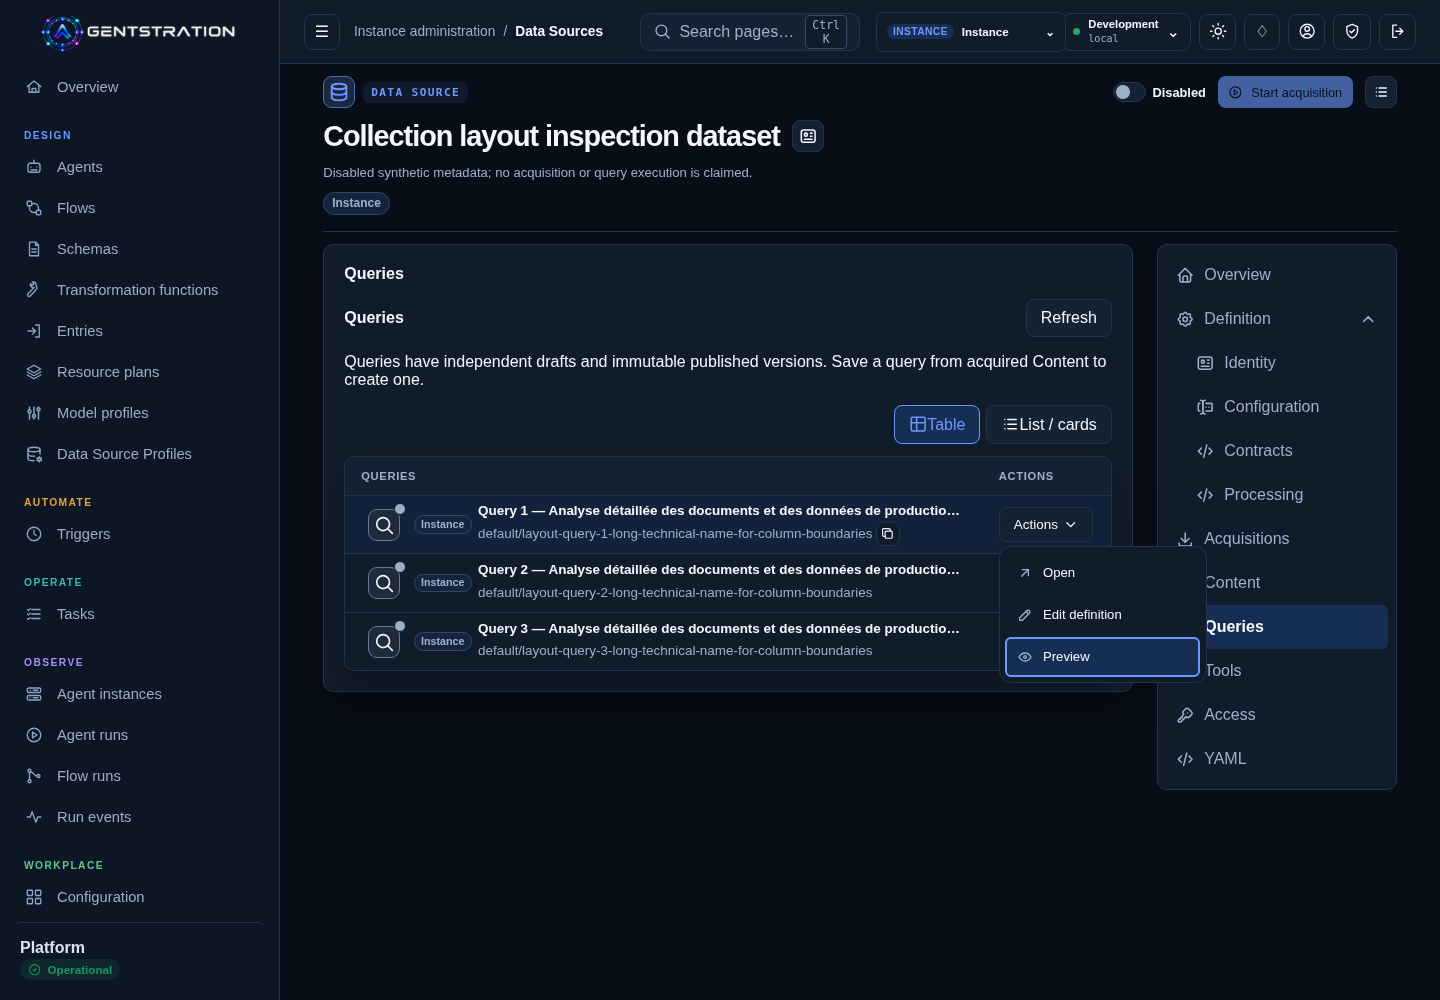 GENTSTRATION
Overview
DESIGN
Agents
Flows
Schemas
Transformation functions
Entries
Resource plans
Model profiles
Data Source Profiles
AUTOMATE
Triggers
OPERATE
Tasks
OBSERVE
Agent instances
Agent runs
Flow runs
Run events
WORKPLACE
Configuration
Platform
Operational
Instance administration / Data Sources
Search pages…
Ctrl
K
INSTANCE Instance
Development
local
DATA SOURCE
Disabled
Start acquisition
Collection layout inspection dataset
Disabled synthetic metadata; no acquisition or query execution is claimed.
Instance
Queries
Queries
Refresh
Queries have independent drafts and immutable published versions. Save a query from acquired Content to
create one.
Table
List / cards
QUERIES
ACTIONS
Instance
Query 1 — Analyse détaillée des documents et des données de productio…
default/layout-query-1-long-technical-name-for-column-boundaries
Actions
Instance
Query 2 — Analyse détaillée des documents et des données de productio…
default/layout-query-2-long-technical-name-for-column-boundaries
Instance
Query 3 — Analyse détaillée des documents et des données de productio…
default/layout-query-3-long-technical-name-for-column-boundaries
Open
Edit definition
Preview
Overview
Definition
Identity
Configuration
Contracts
Processing
Acquisitions
Content
Queries
Tools
Access
YAML